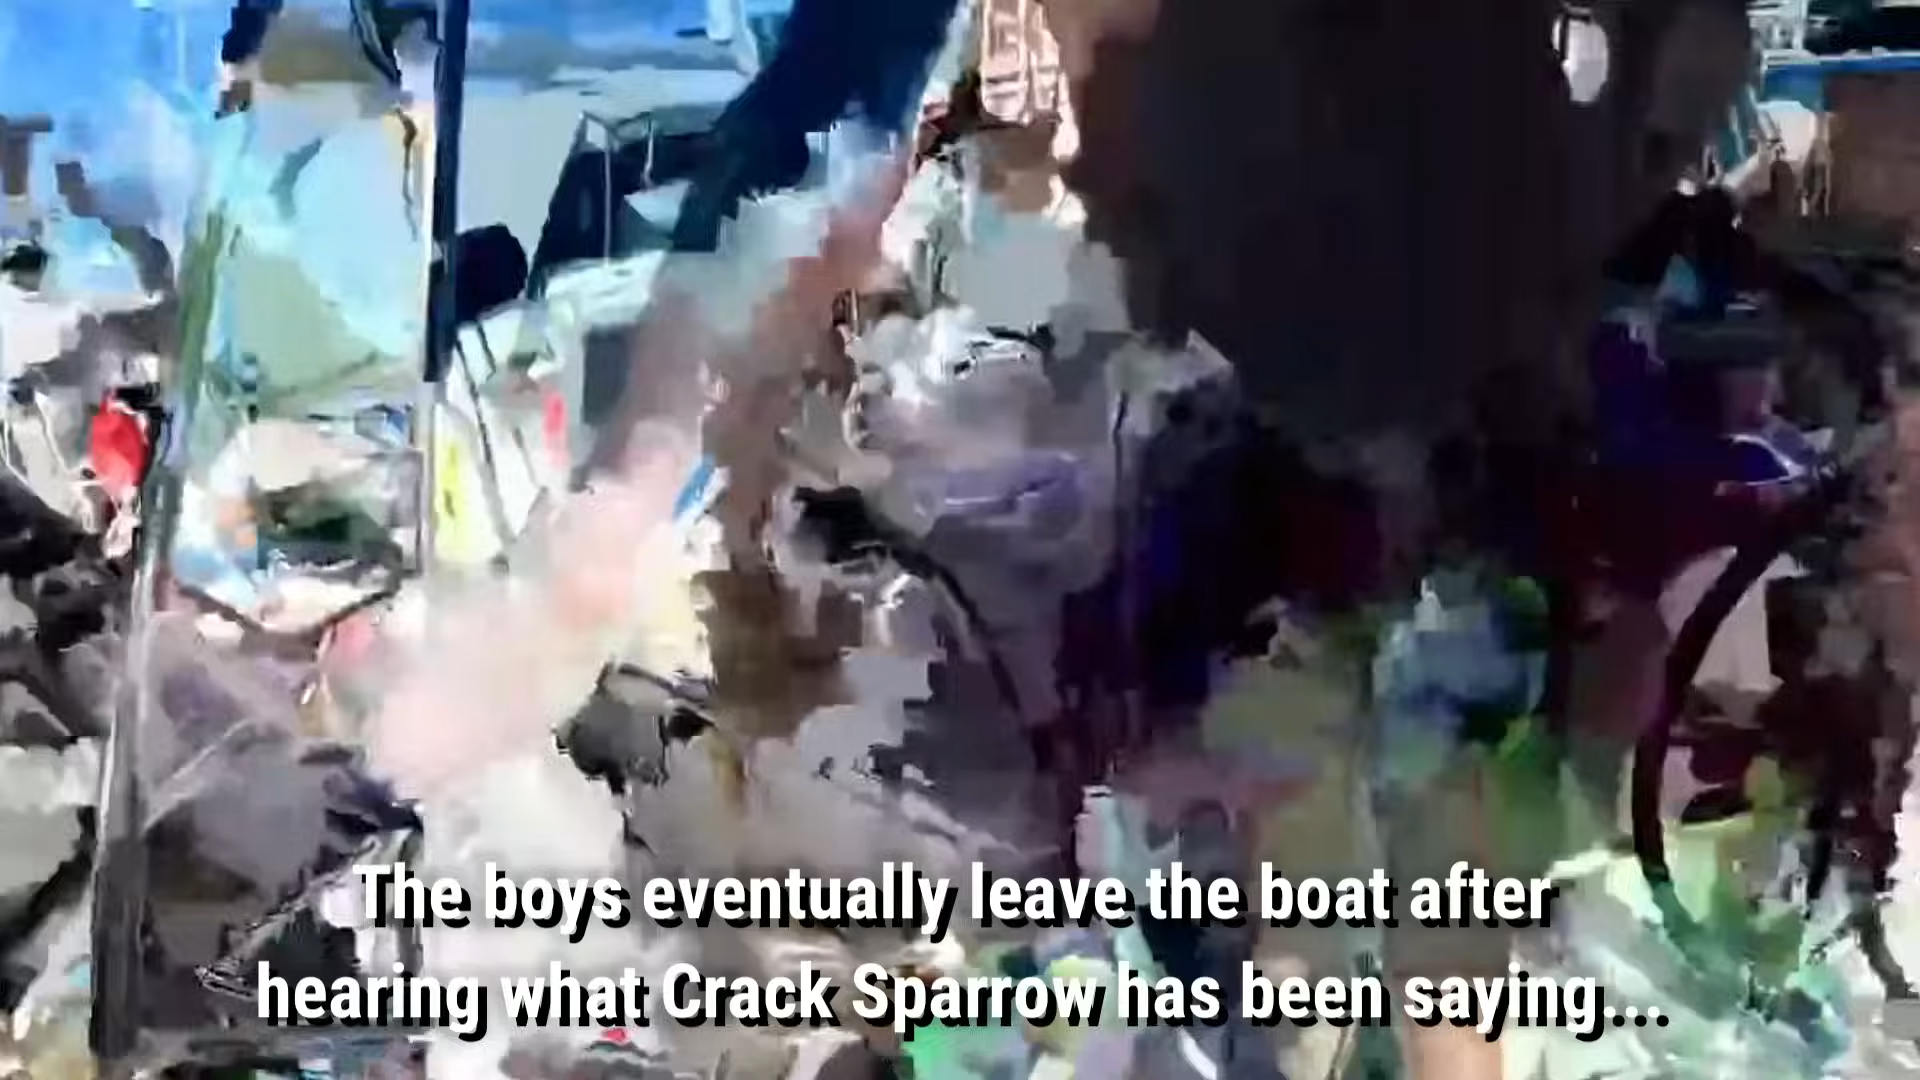 The boys eventually leave the boat after
hearing what Crack Sparrow has been saying...